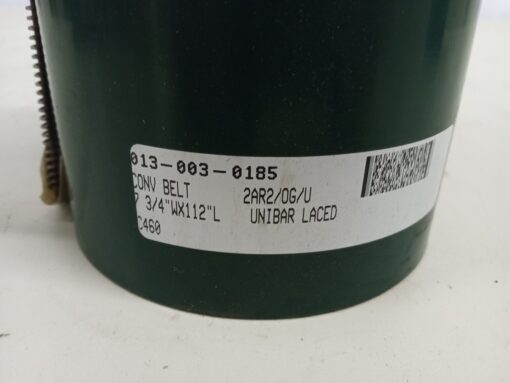 013-003-0185
CONV BELT 2AR2/OG/U
7 3/4"WX112"L UNIBAR LACED
C460